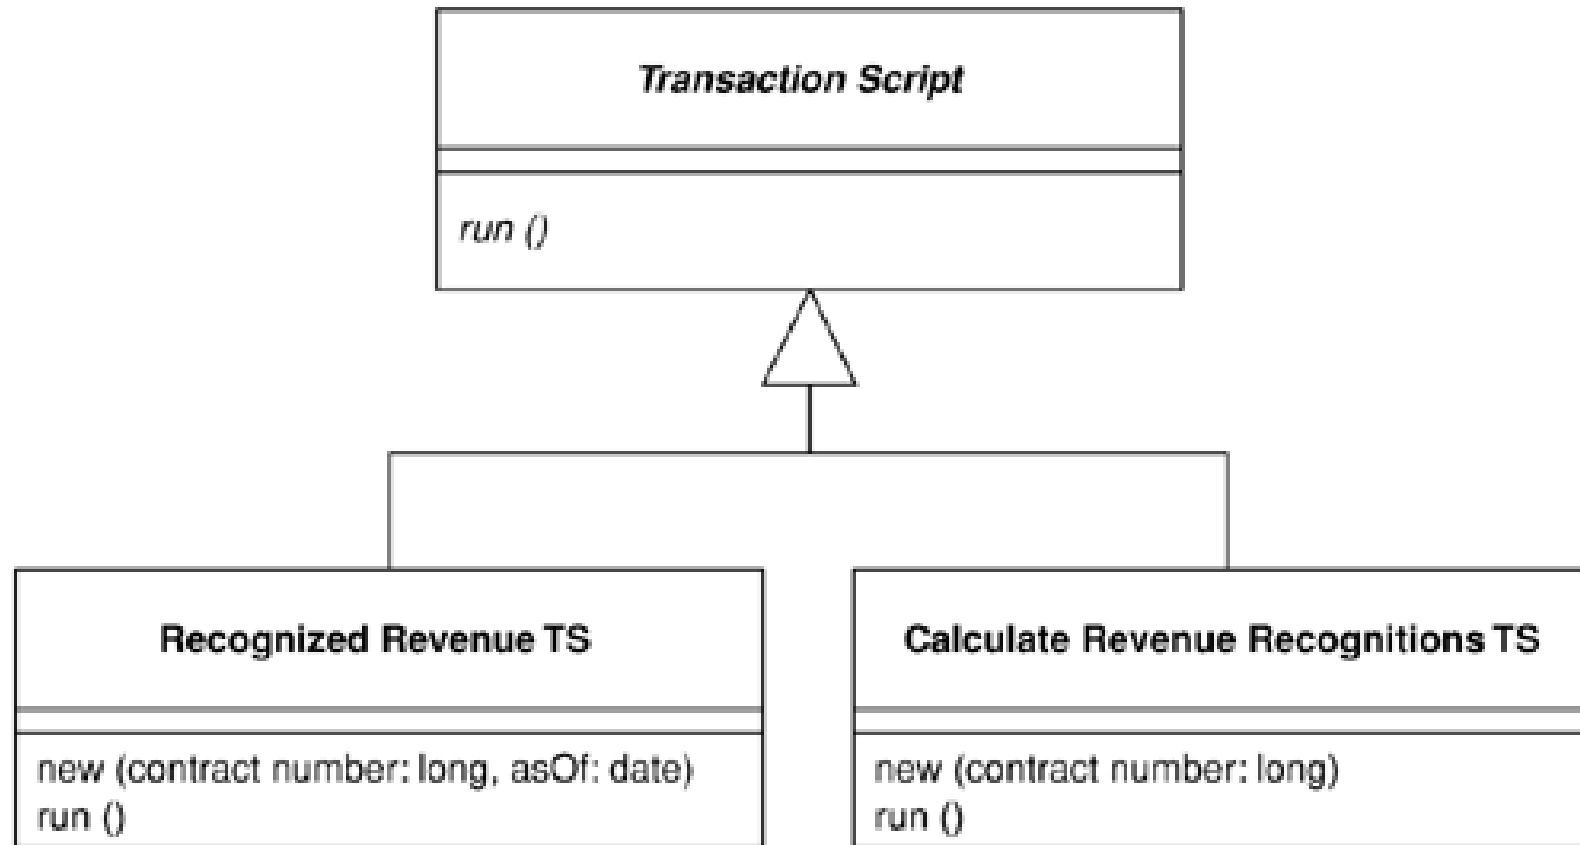 Transaction Script
run ()
Recognized Revenue TS
new (contract number: long, asOf: date)
run ()
Calculate Revenue Recognitions TS
new (contract number: long)
run ()